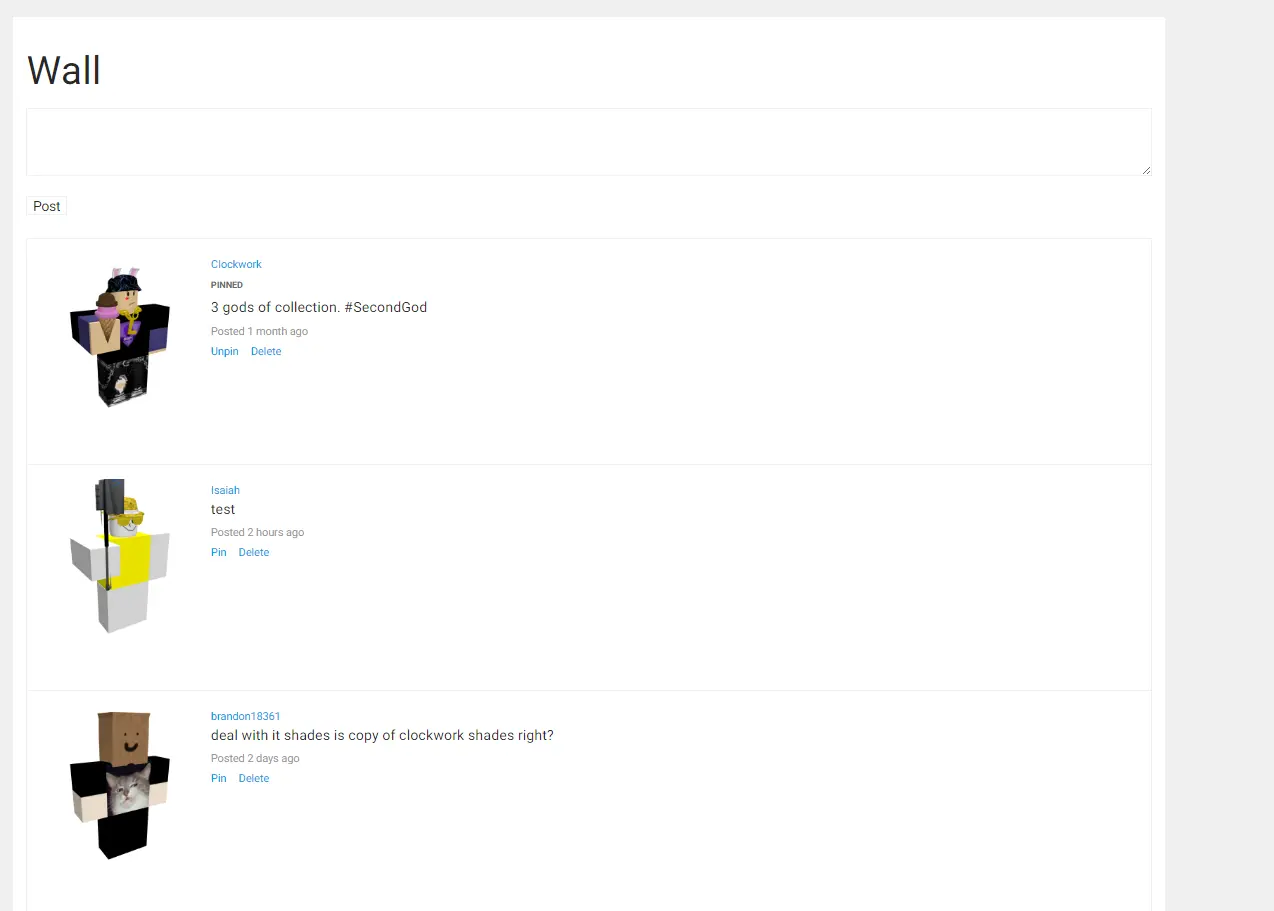 Wall
Post
Clockwork
PINNED
3 gods of collection. #SecondGod
Posted 1 month ago
Unpin Delete
Isaiah
test
Posted 2 hours ago
Pin Delete
brandon18361
deal with it shades is copy of clockwork shades right?
Posted 2 days ago
Pin Delete